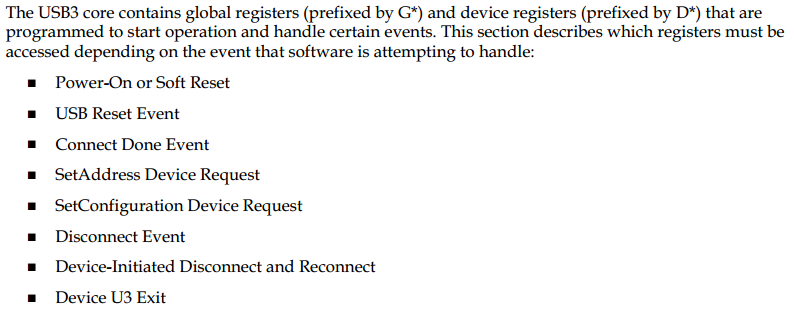 The USB3 core contains global registers (prefixed by G*) and device registers (prefixed by D*) that are
programmed to start operation and handle certain events. This section describes which registers must be
accessed depending on the event that software is attempting to handle:
■ Power-On or Soft Reset
■ USB Reset Event
■ Connect Done Event
■ SetAddress Device Request
■ SetConfiguration Device Request
■ Disconnect Event
■ Device-Initiated Disconnect and Reconnect
■ Device U3 Exit